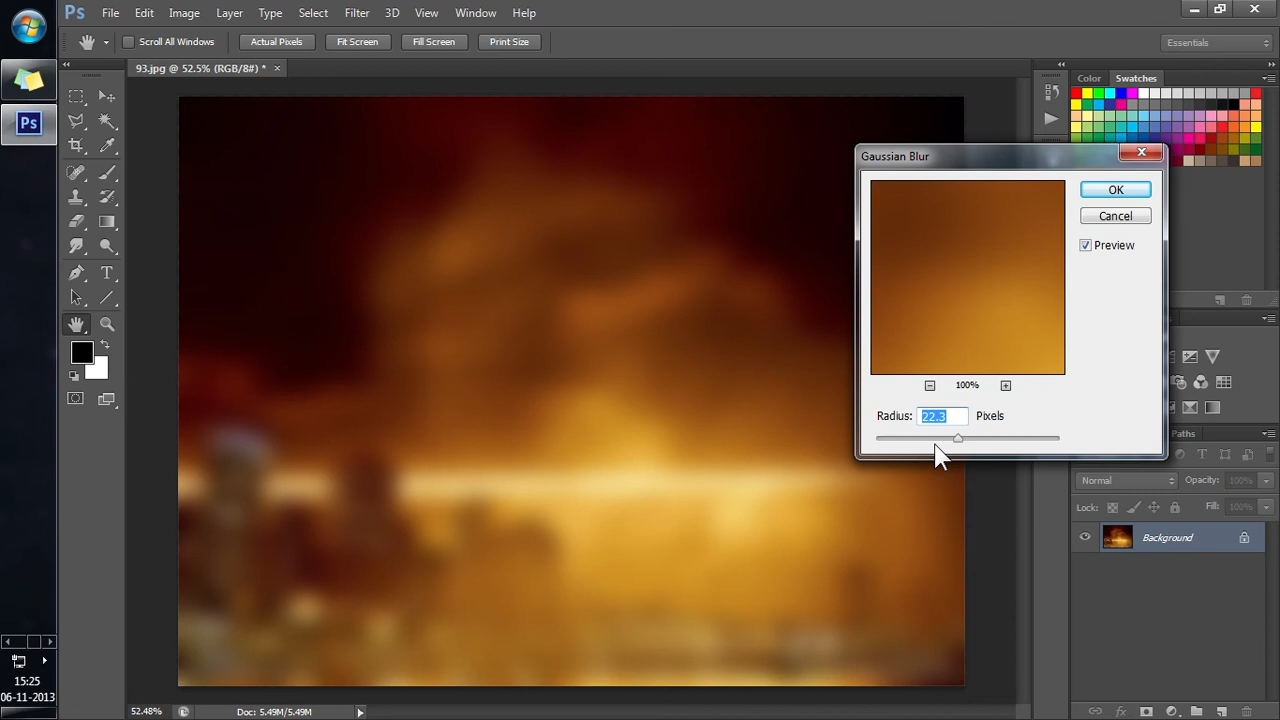 Ps File Edit Image Layer Type Select Filter 3D View Window Help
Scroll All Windows Actual Pixels Fit Screen Fill Screen Print Size Essentials
93.jpg @ 52.5% (RGB/8#) * ×
Color Swatches
Gaussian Blur
OK
Cancel
Preview
100%
Radius: 22.3 Pixels
Paths
Normal Opacity: 100%
Lock: Fill: 100%
Background
Ps
T
15:25
06-11-2013
52.48% Doc: 5.49M/5.49M
fx